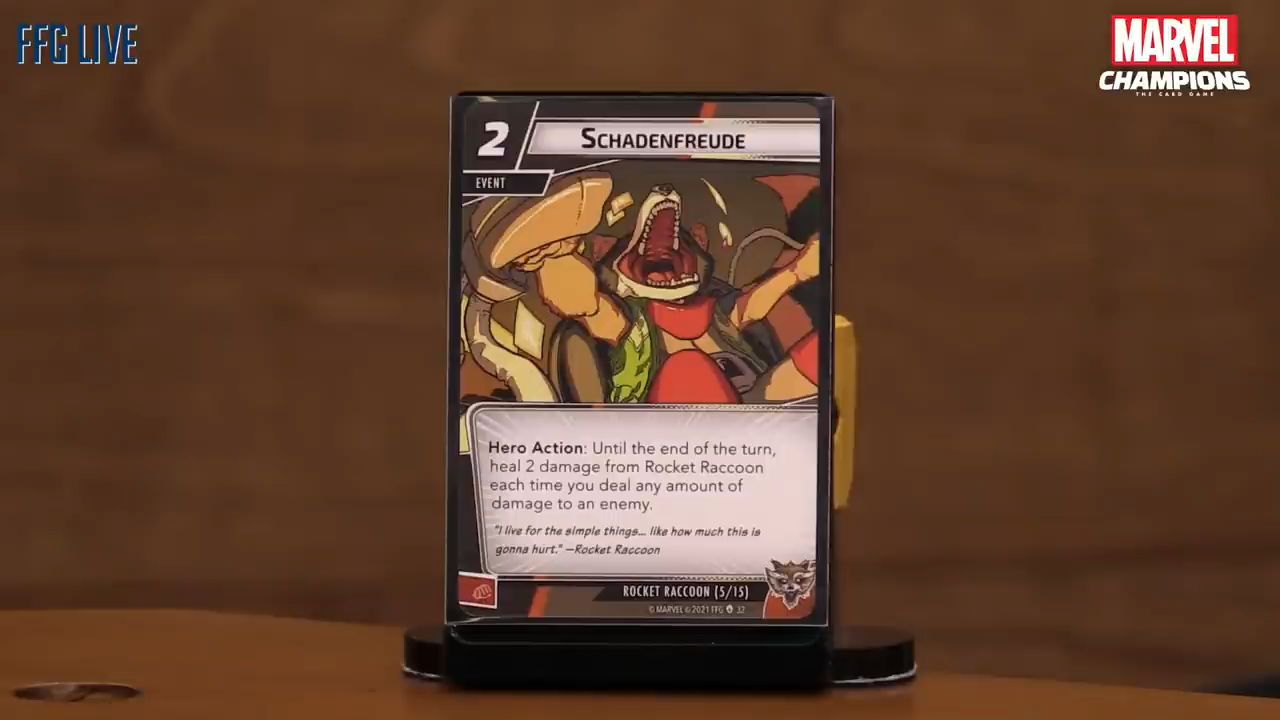 FFG LIVE
MARVEL
CHAMPIONS
THE CARD GAME
2
SCHADENFREUDE
EVENT
Hero Action: Until the end of the turn,
heal 2 damage from Rocket Raccoon
each time you deal any amount of
damage to an enemy.
"I live for the simple things... like how much this is
gonna hurt." —Rocket Raccoon
ROCKET RACCOON (5/15)
© MARVEL © 2021 FFG 32